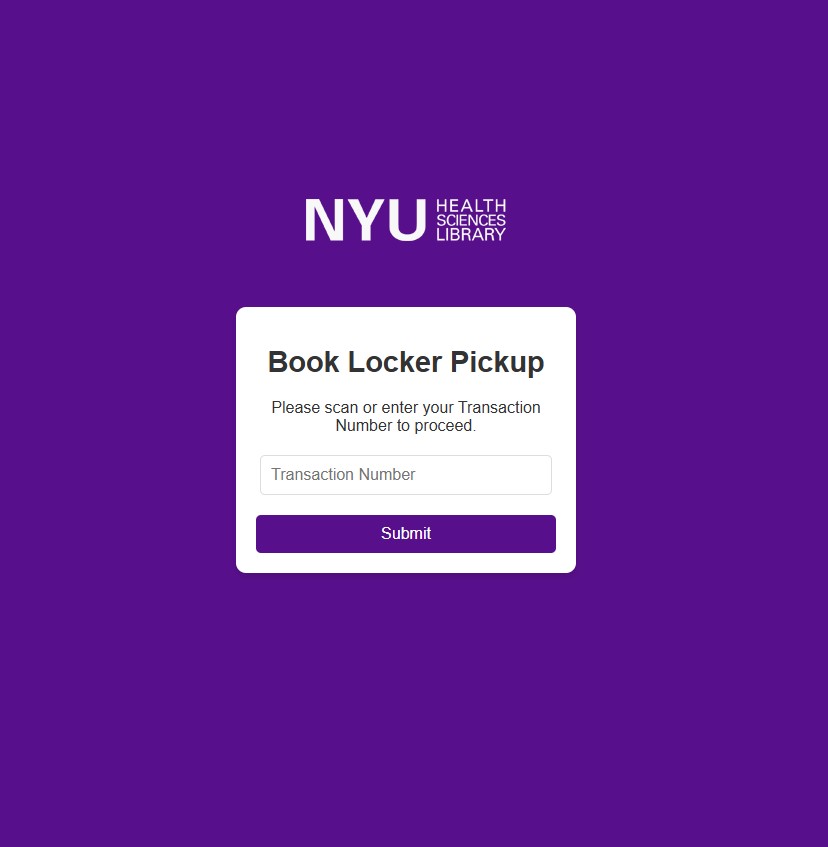 NYU
HEALTH
SCIENCES
LIBRARY
Book Locker Pickup
Please scan or enter your Transaction
Number to proceed.
Transaction Number
Submit